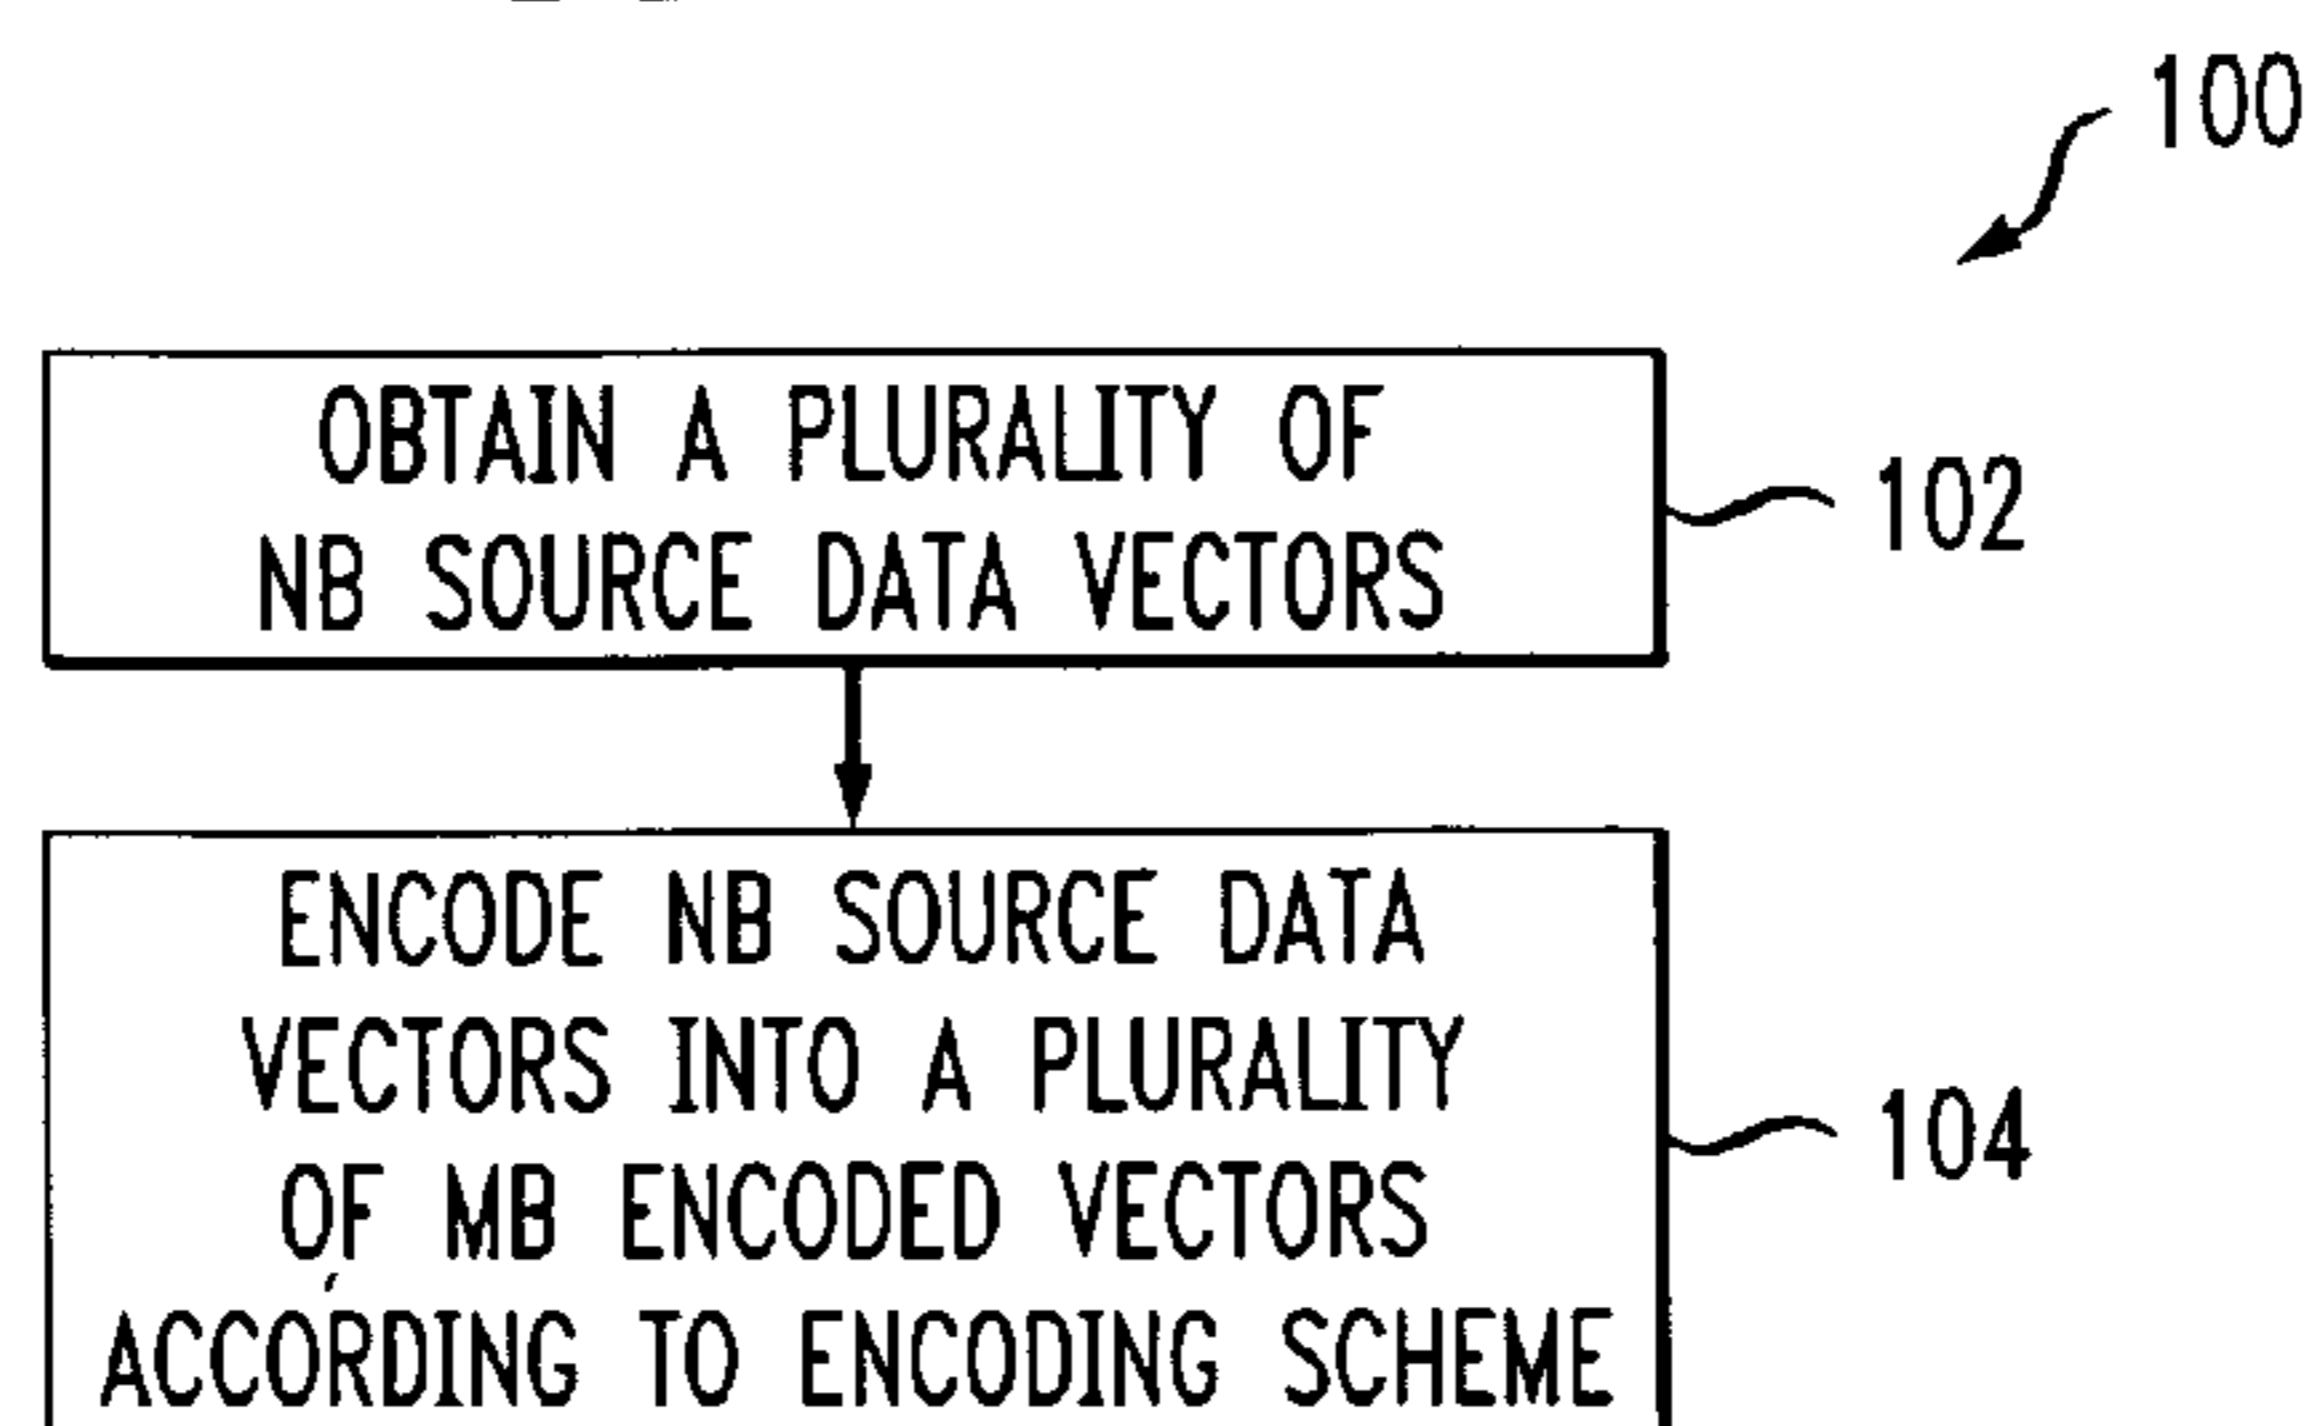 100
OBTAIN A PLURALITY OF
NB SOURCE DATA VECTORS
102
ENCODE NB SOURCE DATA
VECTORS INTO A PLURALITY
OF MB ENCODED VECTORS
ACCORDING TO ENCODING SCHEME
104